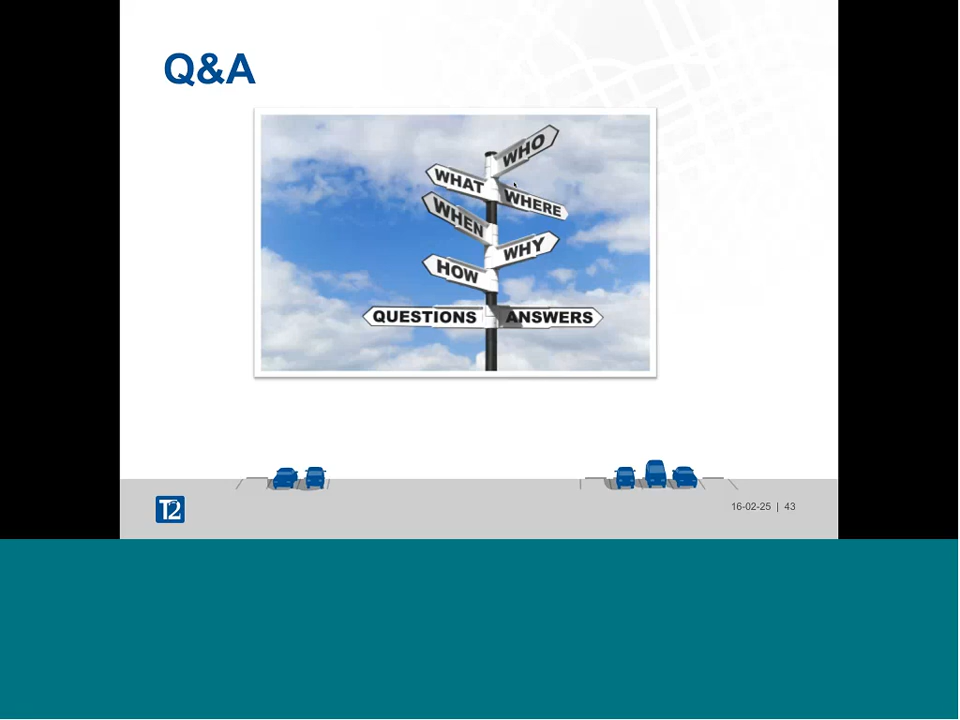 Q&A
WHO
WHAT
WHERE
WHEN
WHY
HOW
QUESTIONS ANSWERS
T2
16-02-25 | 43